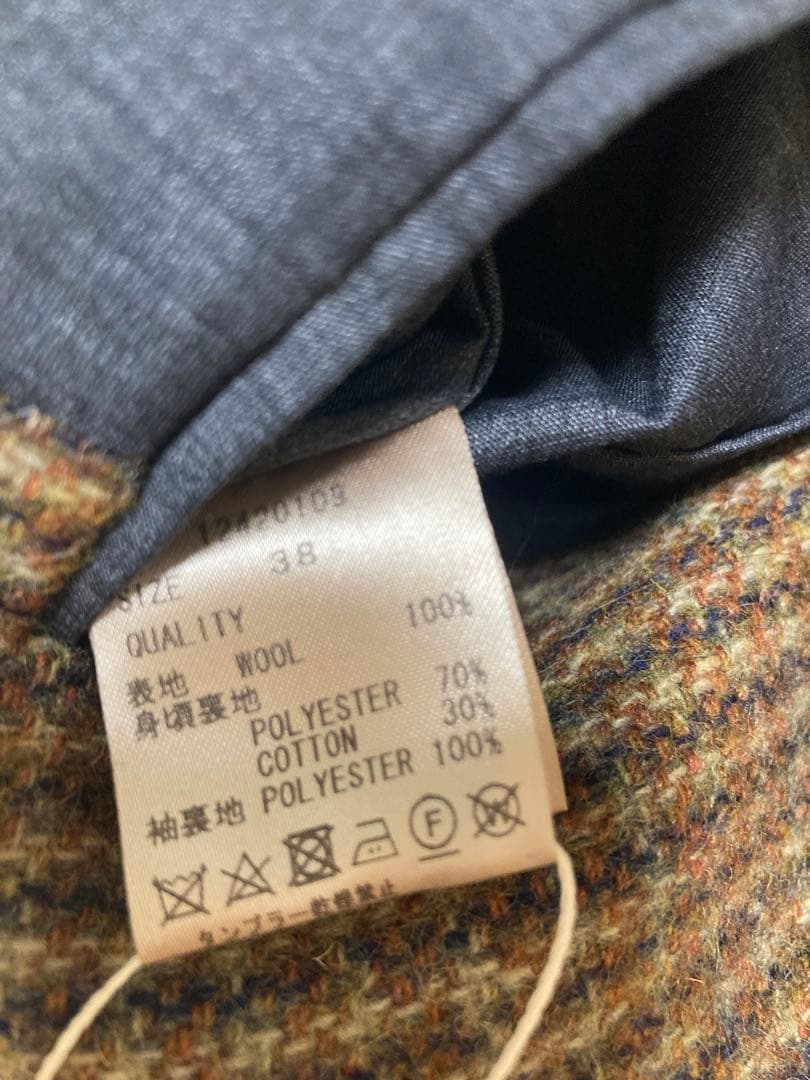 12420109
SIZE 38
QUALITY
表地 WOOL 100%
身頃裏地
POLYESTER 70%
COTTON 30%
袖裏地 POLYESTER 100%
F W
タンブラー乾燥禁止